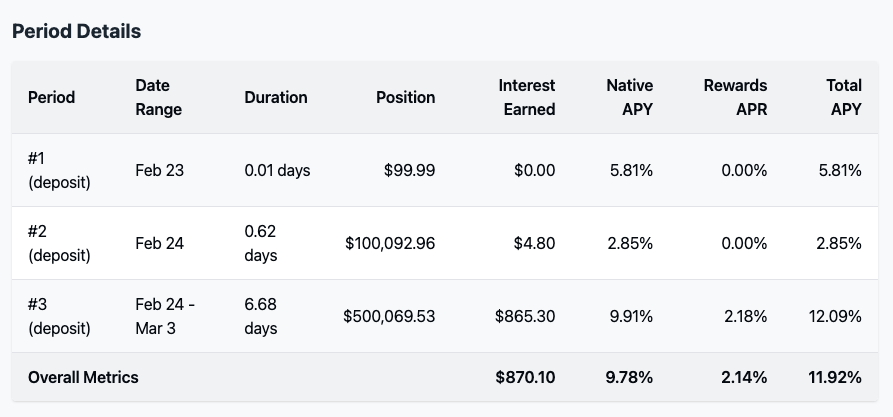 Period Details
Period Date Range Duration Position Interest Earned Native APY Rewards APR Total APY
#1 (deposit) Feb 23 0.01 days $99.99 $0.00 5.81% 0.00% 5.81%
#2 (deposit) Feb 24 0.62 days $100,092.96 $4.80 2.85% 0.00% 2.85%
#3 (deposit) Feb 24 - Mar 3 6.68 days $500,069.53 $865.30 9.91% 2.18% 12.09%
Overall Metrics $870.10 9.78% 2.14% 11.92%